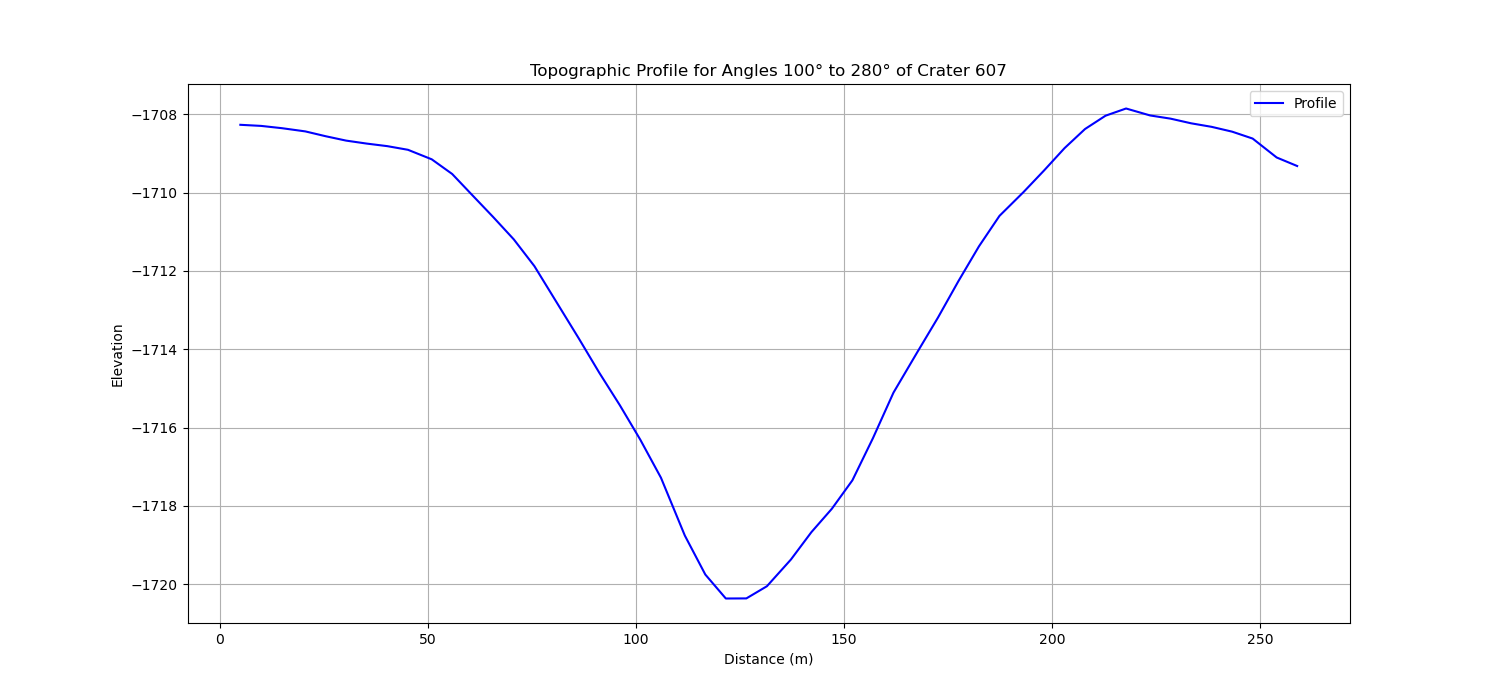 Topographic Profile for Angles 100° to 280° of Crater 607
Profile
−1708
−1710
−1712
−1714
−1716
−1718
−1720
Elevation
0 50 100 150 200 250
Distance (m)